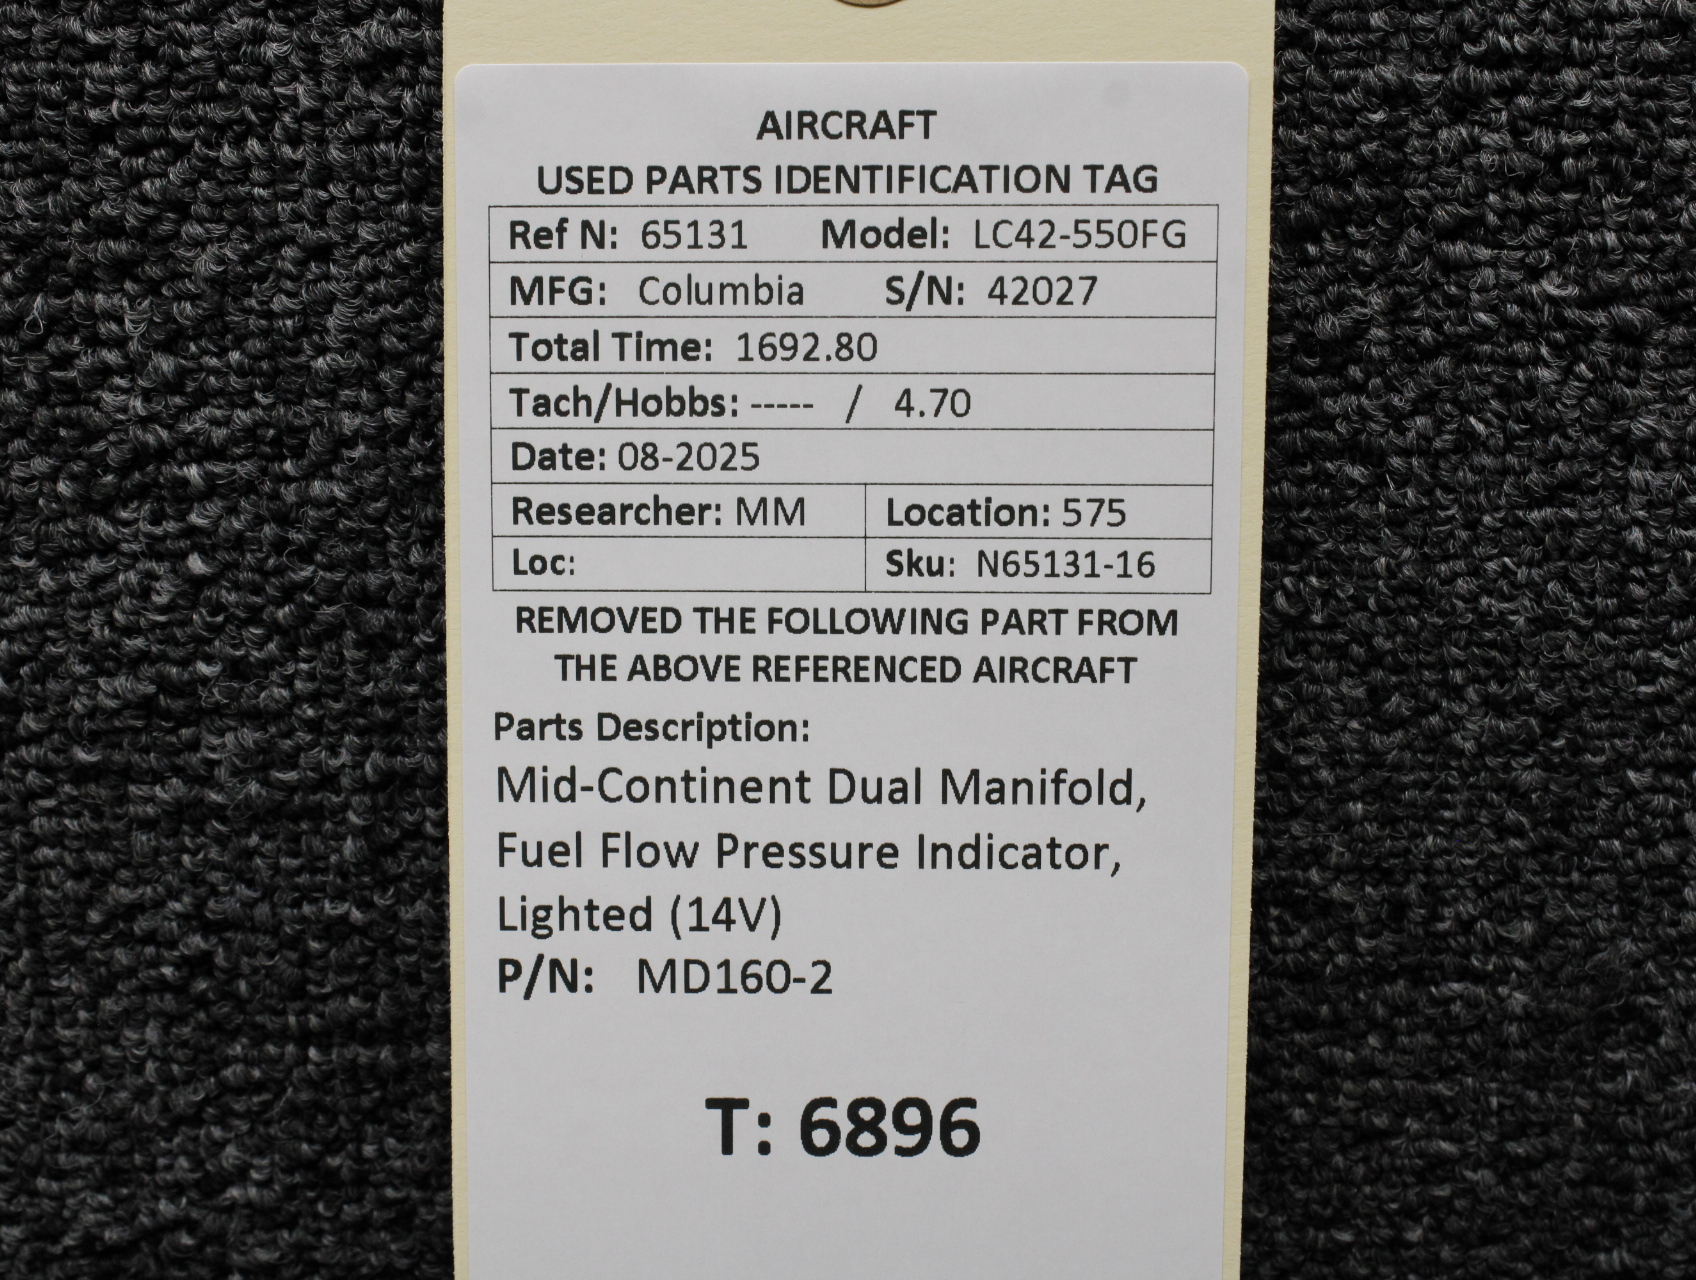 AIRCRAFT
USED PARTS IDENTIFICATION TAG
Ref N: 65131 Model: LC42-550FG
MFG: Columbia S/N: 42027
Total Time: 1692.80
Tach/Hobbs: ----- / 4.70
Date: 08-2025
Researcher: MM Location: 575
Loc: Sku: N65131-16
REMOVED THE FOLLOWING PART FROM
THE ABOVE REFERENCED AIRCRAFT
Parts Description:
Mid-Continent Dual Manifold,
Fuel Flow Pressure Indicator,
Lighted (14V)
P/N: MD160-2
T: 6896